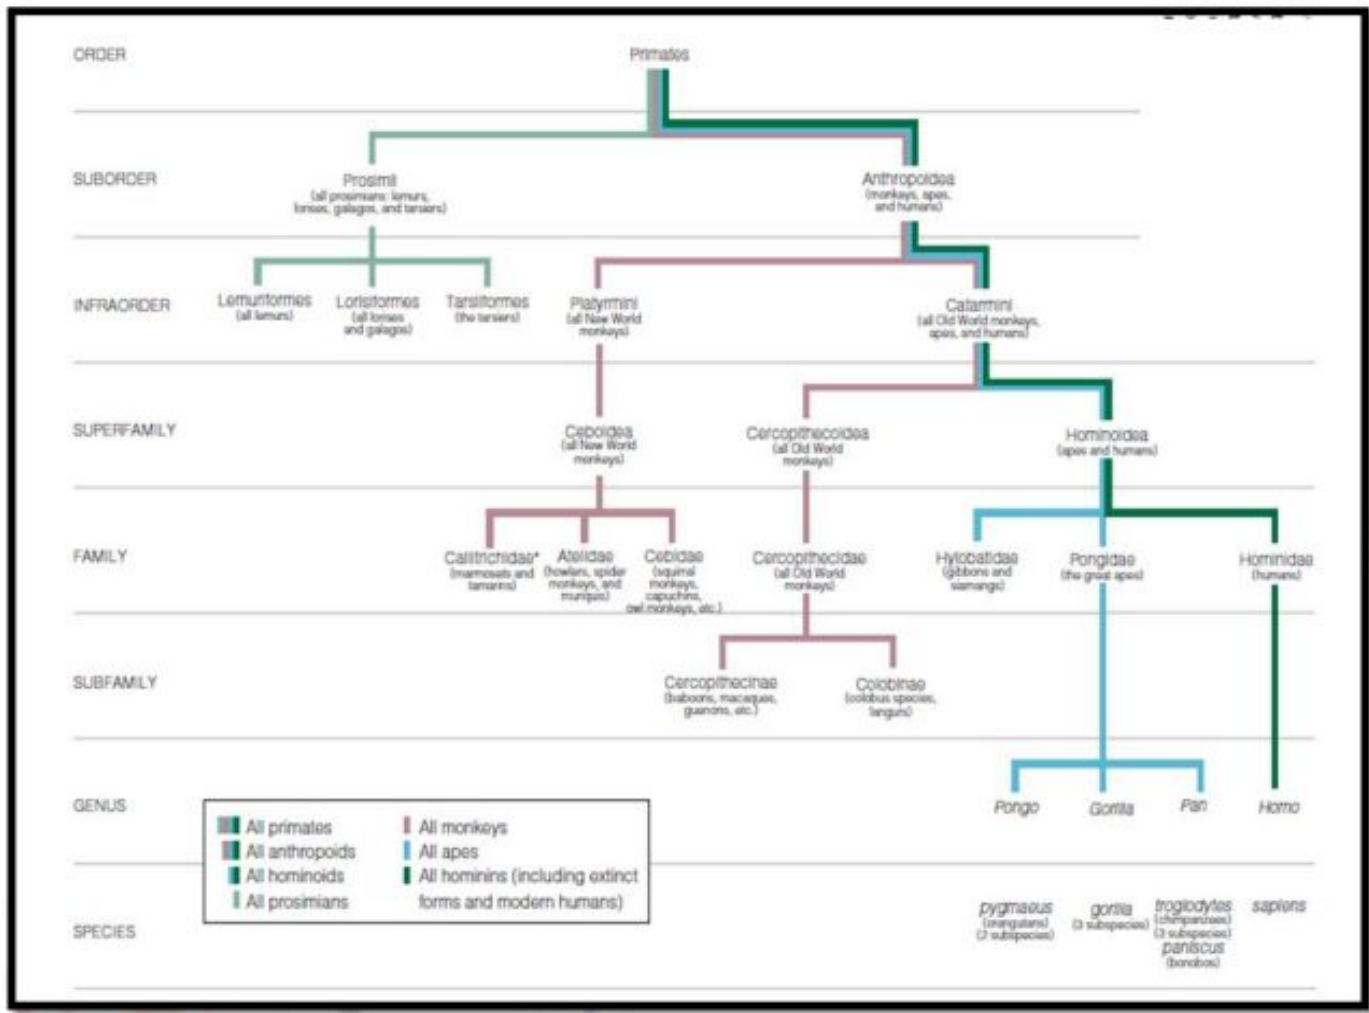 ORDER
Primates
SUBORDER
Prosimii
(all prosimians: lemurs,
lorises, galagos, and tarsiers)
Anthropoidea
(monkeys, apes,
and humans)
INFRAORDER
Lemuriformes
(all lemurs)
Lorisiformes
(all lorises
and galagos)
Tarsiiformes
(the tarsiers)
Platyrrhini
(all New World
monkeys)
Catarrhini
(all Old World monkeys,
apes, and humans)
SUPERFAMILY
Ceboidea
(all New World
monkeys)
Cercopithecoidea
(all Old World
monkeys)
Hominoidea
(apes and humans)
FAMILY
Callitrichidae*
(marmosets and
tamarins)
Atelidae
(howlers, spider
monkeys, and
muriquis)
Cebidae
(squirrel
monkeys,
capuchins,
owl monkeys, etc.)
Cercopithecidae
(all Old World
monkeys)
Hylobatidae
(gibbons and
siamangs)
Pongidae
(the great apes)
Hominidae
(humans)
SUBFAMILY
Cercopithecinae
(baboons, macaques,
guenons, etc.)
Colobinae
(colobus species,
langurs)
GENUS
Pongo
Gorilla
Pan
Homo
All primates
All anthropoids
All hominoids
All prosimians
All monkeys
All apes
All hominins (including extinct
forms and modern humans)
SPECIES
pygmaeus
(orangutans)
(2 subspecies)
gorilla
(3 subspecies)
troglodytes
(chimpanzees)
(3 subspecies)
paniscus
(bonobos)
sapiens